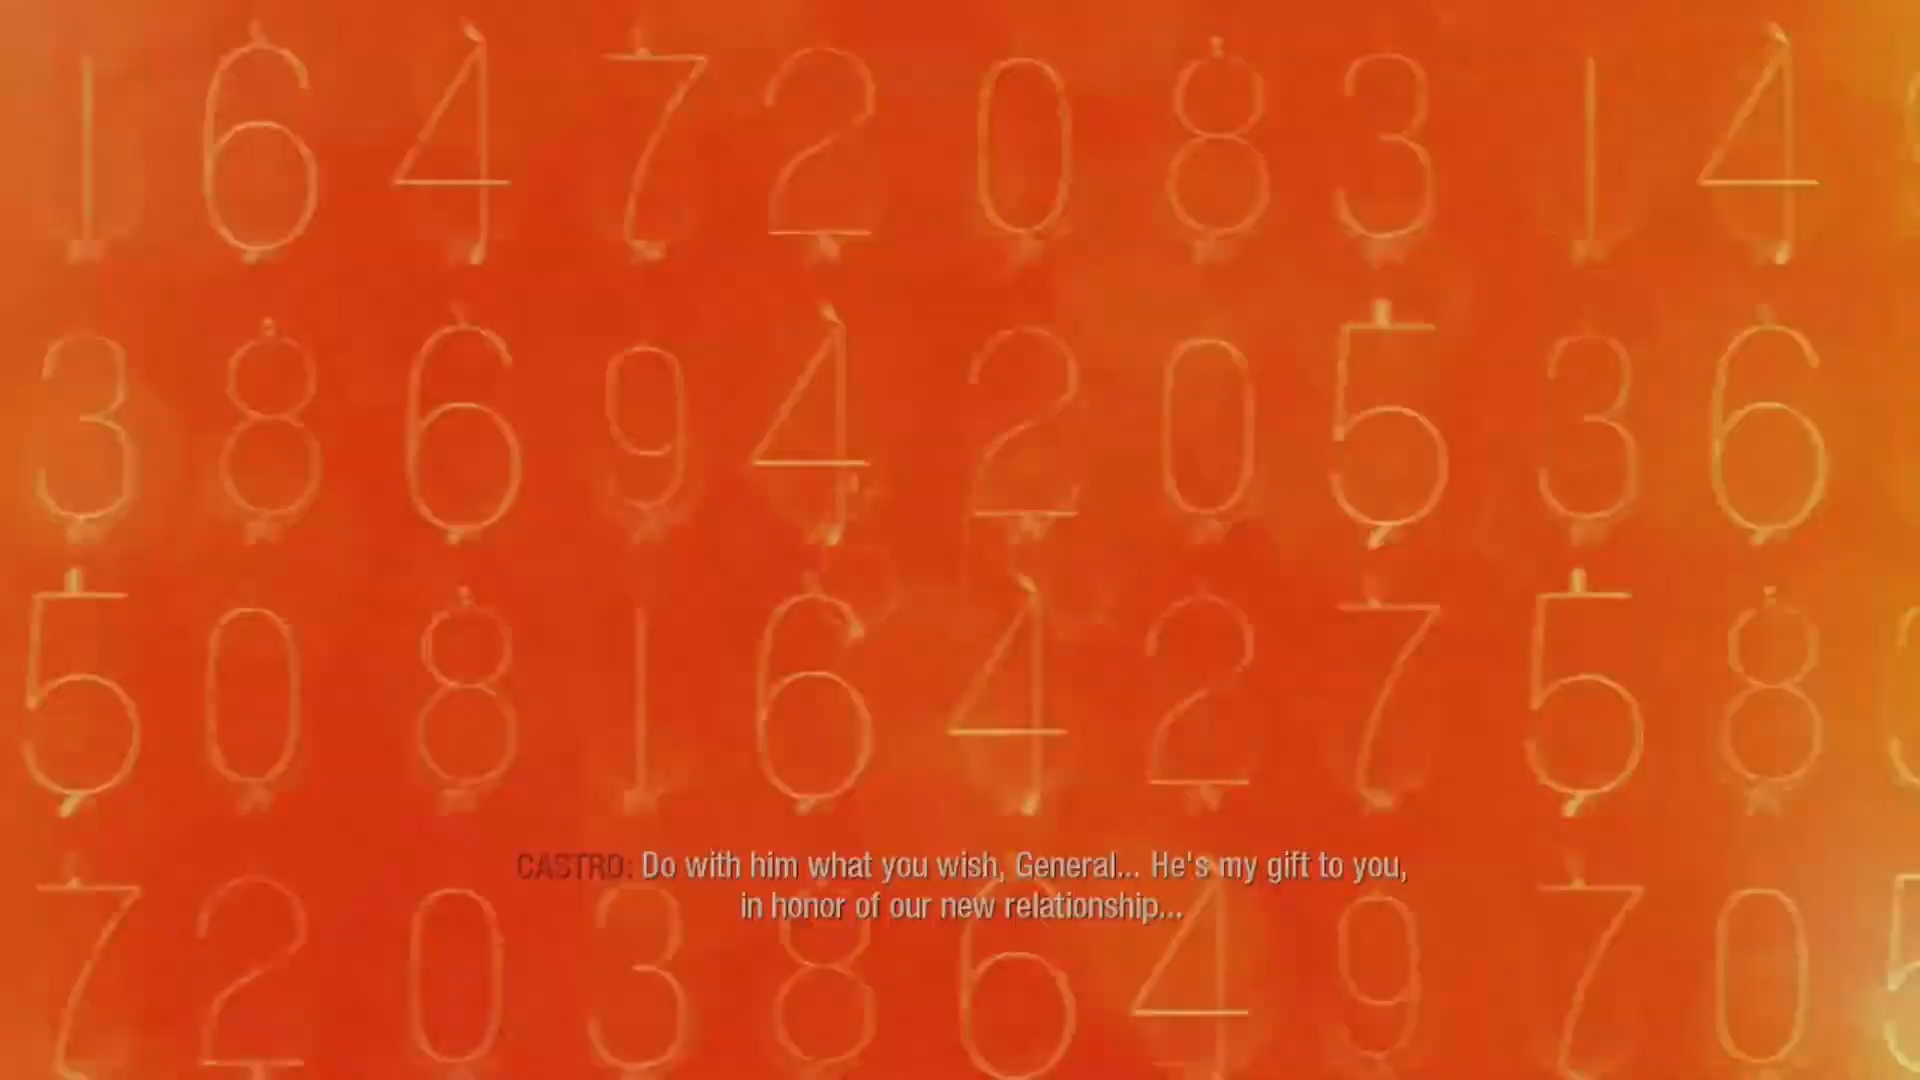 1 6 4 7 2 0 8 3 1 4
3 8 6 9 4 2 0 5 3 6
5 0 8 1 6 4 2 7 5 8
CASTRO: Do with him what you wish, General... He's my gift to you,
in honor of our new relationship...
7 2 0 3 8 6 4 9 7 0 5